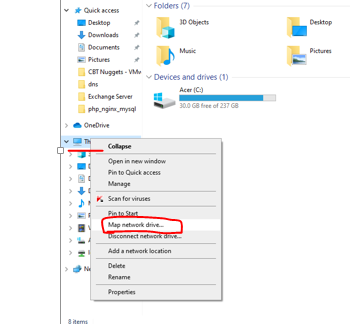 Quick access
Desktop
Downloads
Documents
Pictures
CBT Nuggets - VMw
dns
Exchange Server
php_nginx_mysql
OneDrive
Th
Ne
8 items
Folders (7)
3D Objects
Desktop
Music
Pictures
Devices and drives (1)
Acer (C:)
30,0 GB free of 237 GB
Collapse
Open in new window
Pin to Quick access
Manage
Scan for viruses
Pin to Start
Map network drive...
Disconnect network drive...
Add a network location
Delete
Rename
Properties